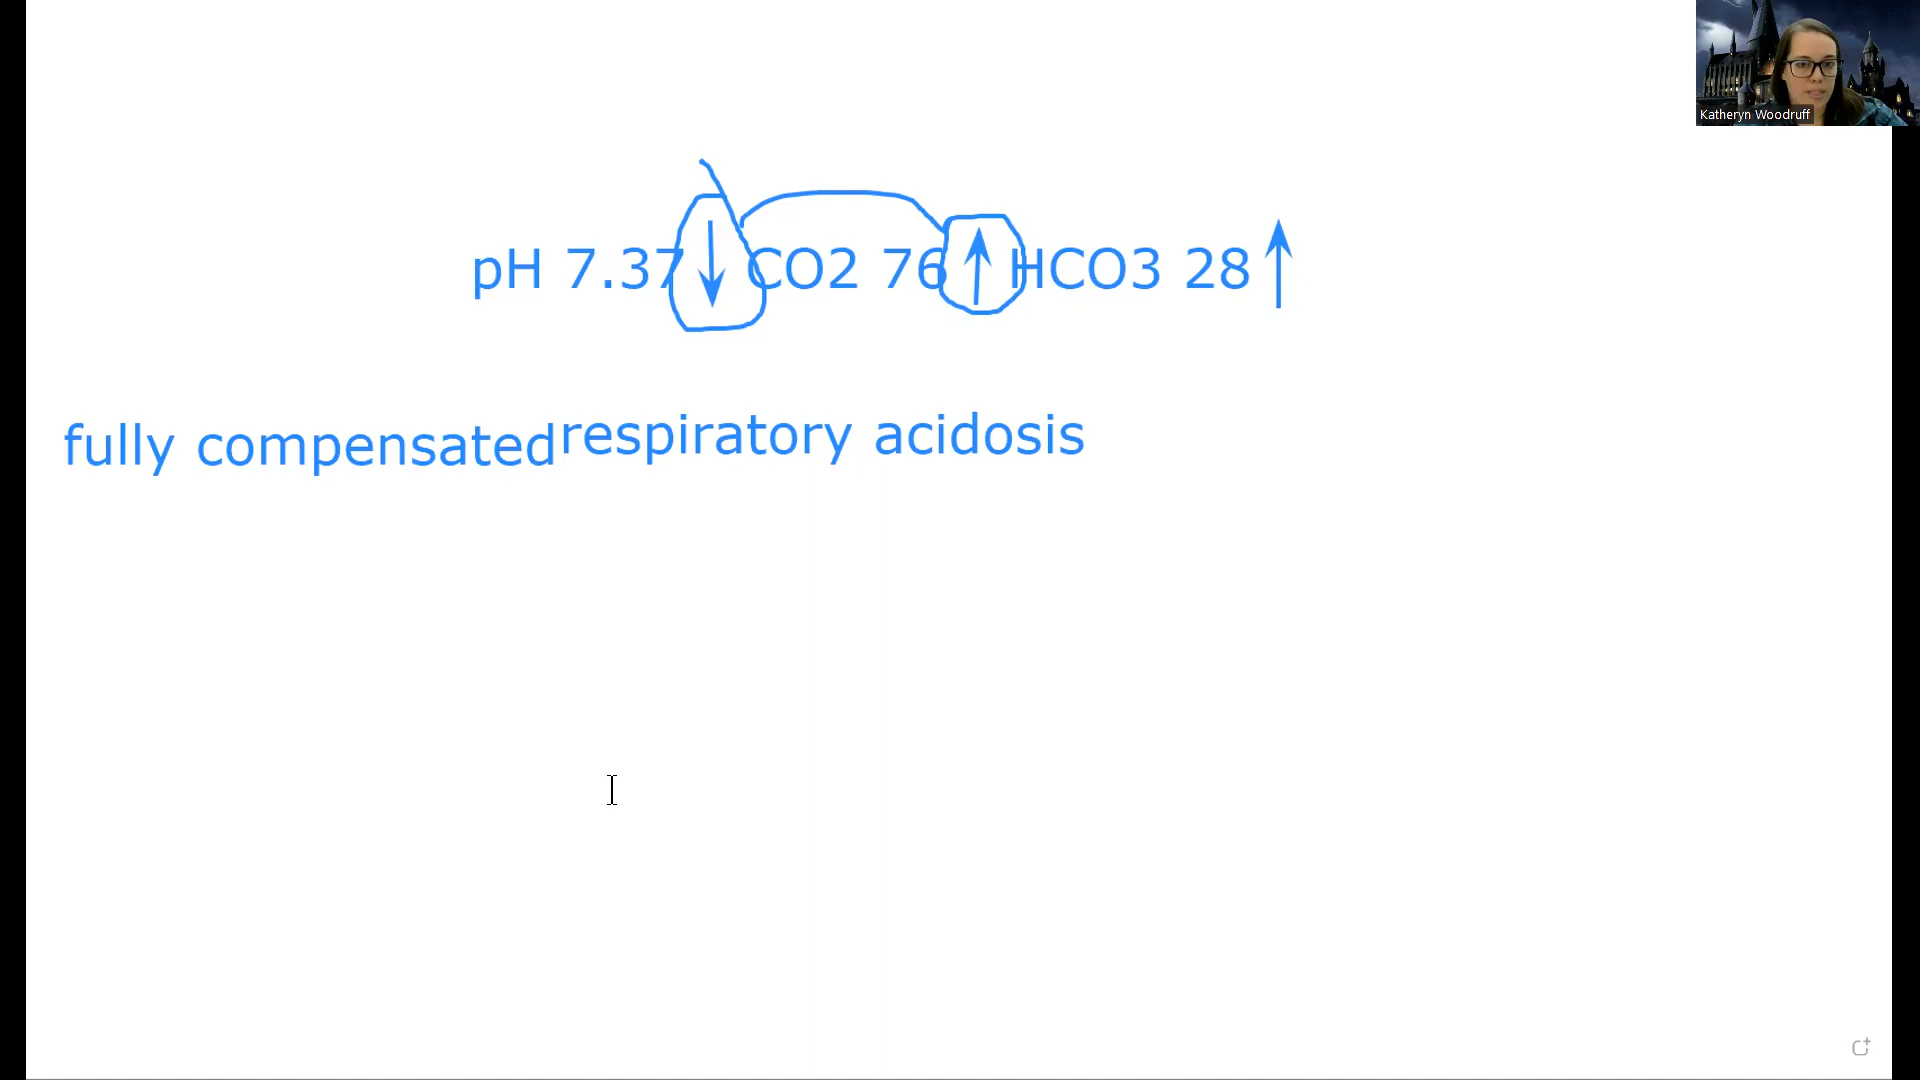 Katheryn Woodruff
pH 7.37 CO2 76 HCO3 28
fully compensated respiratory acidosis